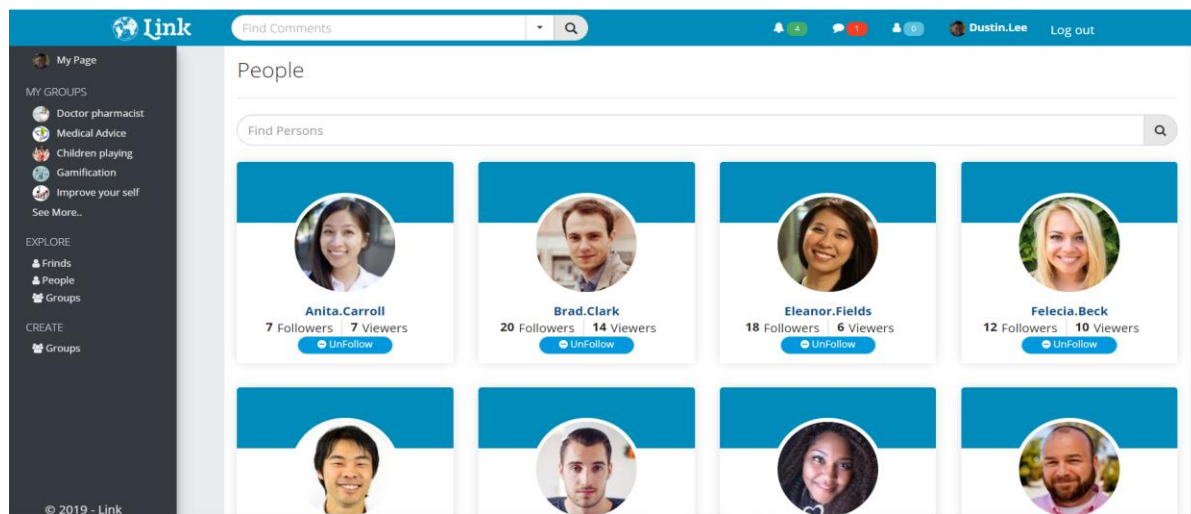 Link
Find Comments
4
1
0
Dustin.Lee
Log out
My Page
MY GROUPS
Doctor pharmacist
Medical Advice
Children playing
Gamification
Improve your self
See More..
EXPLORE
Frinds
People
Groups
CREATE
Groups
© 2019 - Link
People
Find Persons
Anita.Carroll
7 Followers 7 Viewers
UnFollow
Brad.Clark
20 Followers 14 Viewers
UnFollow
Eleanor.Fields
18 Followers 6 Viewers
UnFollow
Felecia.Beck
12 Followers 10 Viewers
UnFollow